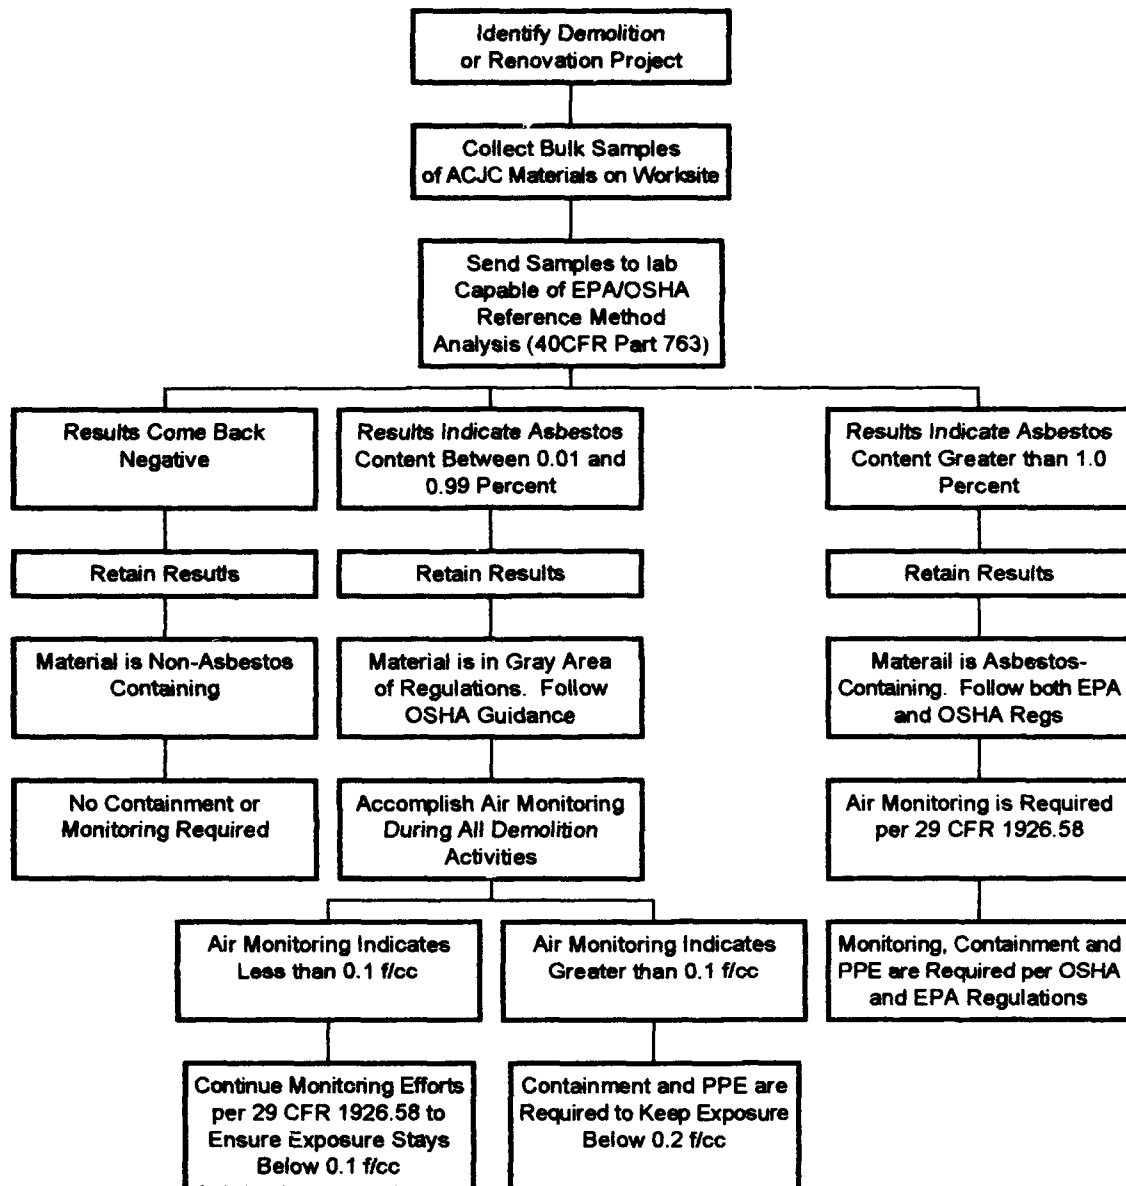 Identify Demolition
or Renovation Project
Collect Bulk Samples
of ACJC Materials on Worksite
Send Samples to lab
Capable of EPA/OSHA
Reference Method
Analysis (40CFR Part 763)
Results Come Back
Negative
Results Indicate Asbestos
Content Between 0.01 and
0.99 Percent
Results Indicate Asbestos
Content Greater than 1.0
Percent
Retain Resutls
Retain Results
Retain Results
Material is Non-Asbestos
Containing
Material is in Gray Area
of Regulations. Follow
OSHA Guidance
Materail is Asbestos-
Containing. Follow both EPA
and OSHA Regs
No Containment or
Monitoring Required
Accomplish Air Monitoring
During All Demolition
Activities
Air Monitoring is Required
per 29 CFR 1926.58
Air Monitoring Indicates
Less than 0.1 f/cc
Air Monitoring Indicates
Greater than 0.1 f/cc
Monitoring, Containment and
PPE are Required per OSHA
and EPA Regulations
Continue Monitoring Efforts
per 29 CFR 1926.58 to
Ensure Exposure Stays
Below 0.1 f/cc
Containment and PPE are
Required to Keep Exposure
Below 0.2 f/cc